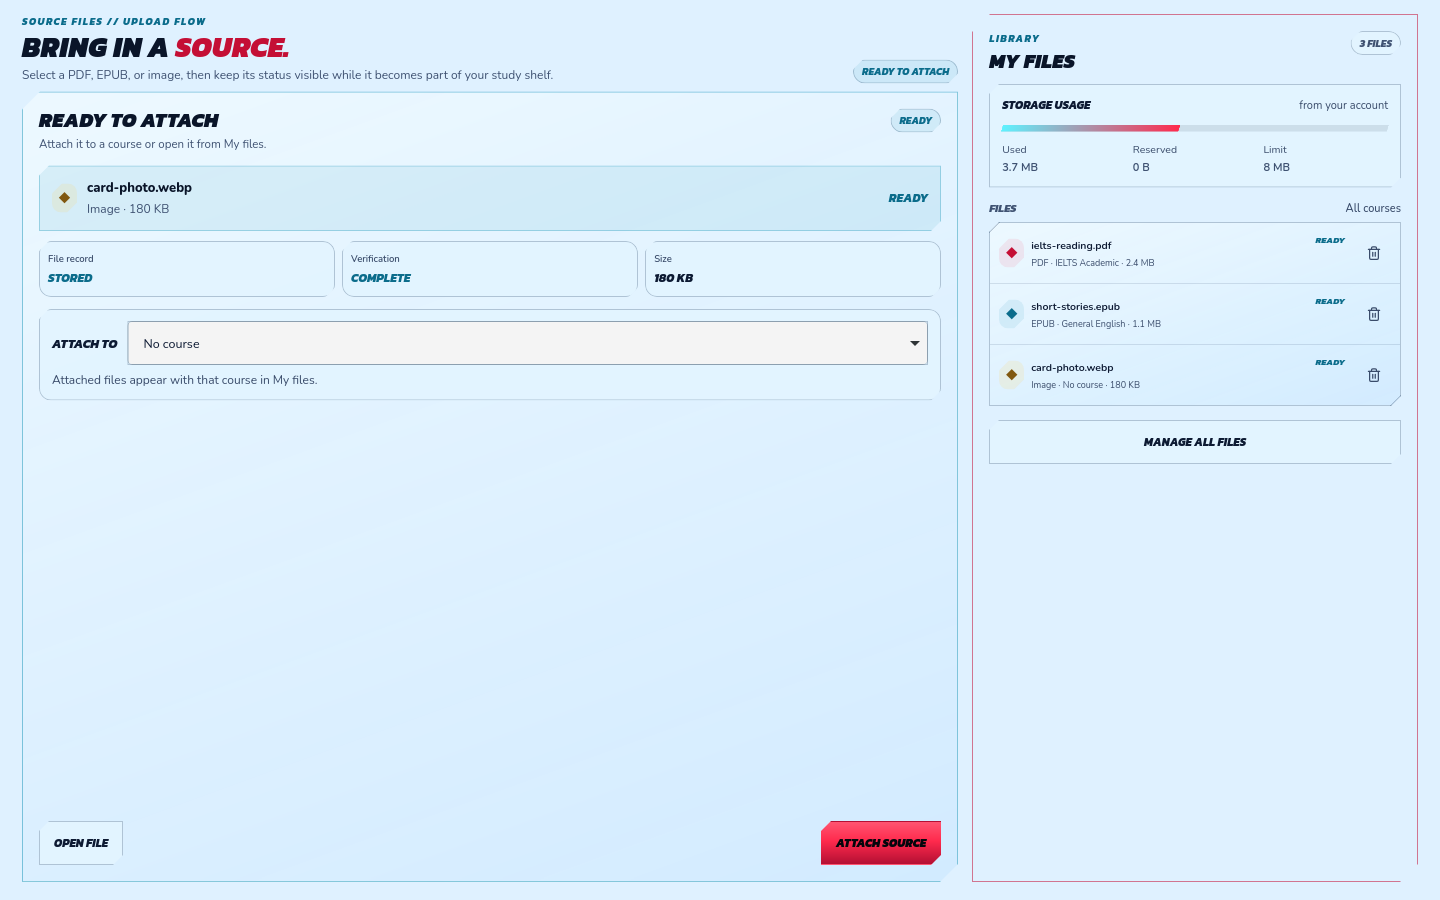 SOURCE FILES // UPLOAD FLOW
BRING IN A SOURCE.
Select a PDF, EPUB, or image, then keep its status visible while it becomes part of your study shelf.
READY TO ATTACH
READY TO ATTACH
READY
Attach it to a course or open it from My files.
card-photo.webp
Image · 180 KB
READY
File record
STORED
Verification
COMPLETE
Size
180 KB
ATTACH TO
No course
Attached files appear with that course in My files.
OPEN FILE
ATTACH SOURCE
LIBRARY
MY FILES
3 FILES
STORAGE USAGE
from your account
Used
3.7 MB
Reserved
0 B
Limit
8 MB
FILES
All courses
ielts-reading.pdf
PDF · IELTS Academic · 2.4 MB
READY
short-stories.epub
EPUB · General English · 1.1 MB
READY
card-photo.webp
Image · No course · 180 KB
READY
MANAGE ALL FILES